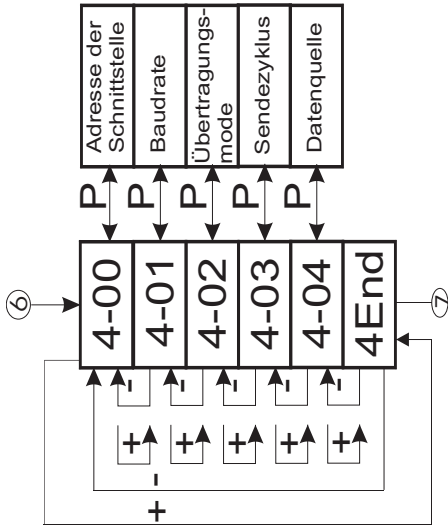 6
4-00
P
Adresse der
Schnittstelle
-
+
4-01
P
Baudrate
-
+
4-02
P
Übertragungs-
mode
-
+
4-03
P
Sendezyklus
-
+
4-04
P
Datenquelle
-
+
4End
7
+ -